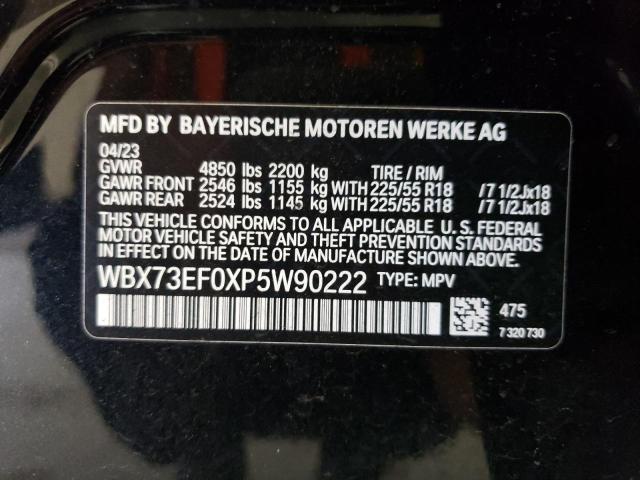 MFD BY BAYERISCHE MOTOREN WERKE AG
04/23
GVWR 4850 lbs 2200 kg TIRE / RIM
GAWR FRONT 2546 lbs 1155 kg WITH 225/55 R18 /7 1/2Jx18
GAWR REAR 2524 lbs 1145 kg WITH 225/55 R18 /7 1/2Jx18
THIS VEHICLE CONFORMS TO ALL APPLICABLE U. S. FEDERAL
MOTOR VEHICLE SAFETY AND THEFT PREVENTION STANDARDS
IN EFFECT ON THE DATE OF MANUFACTURE SHOWN ABOVE.
WBX73EF0XP5W90222 TYPE: MPV
475
7 320 730